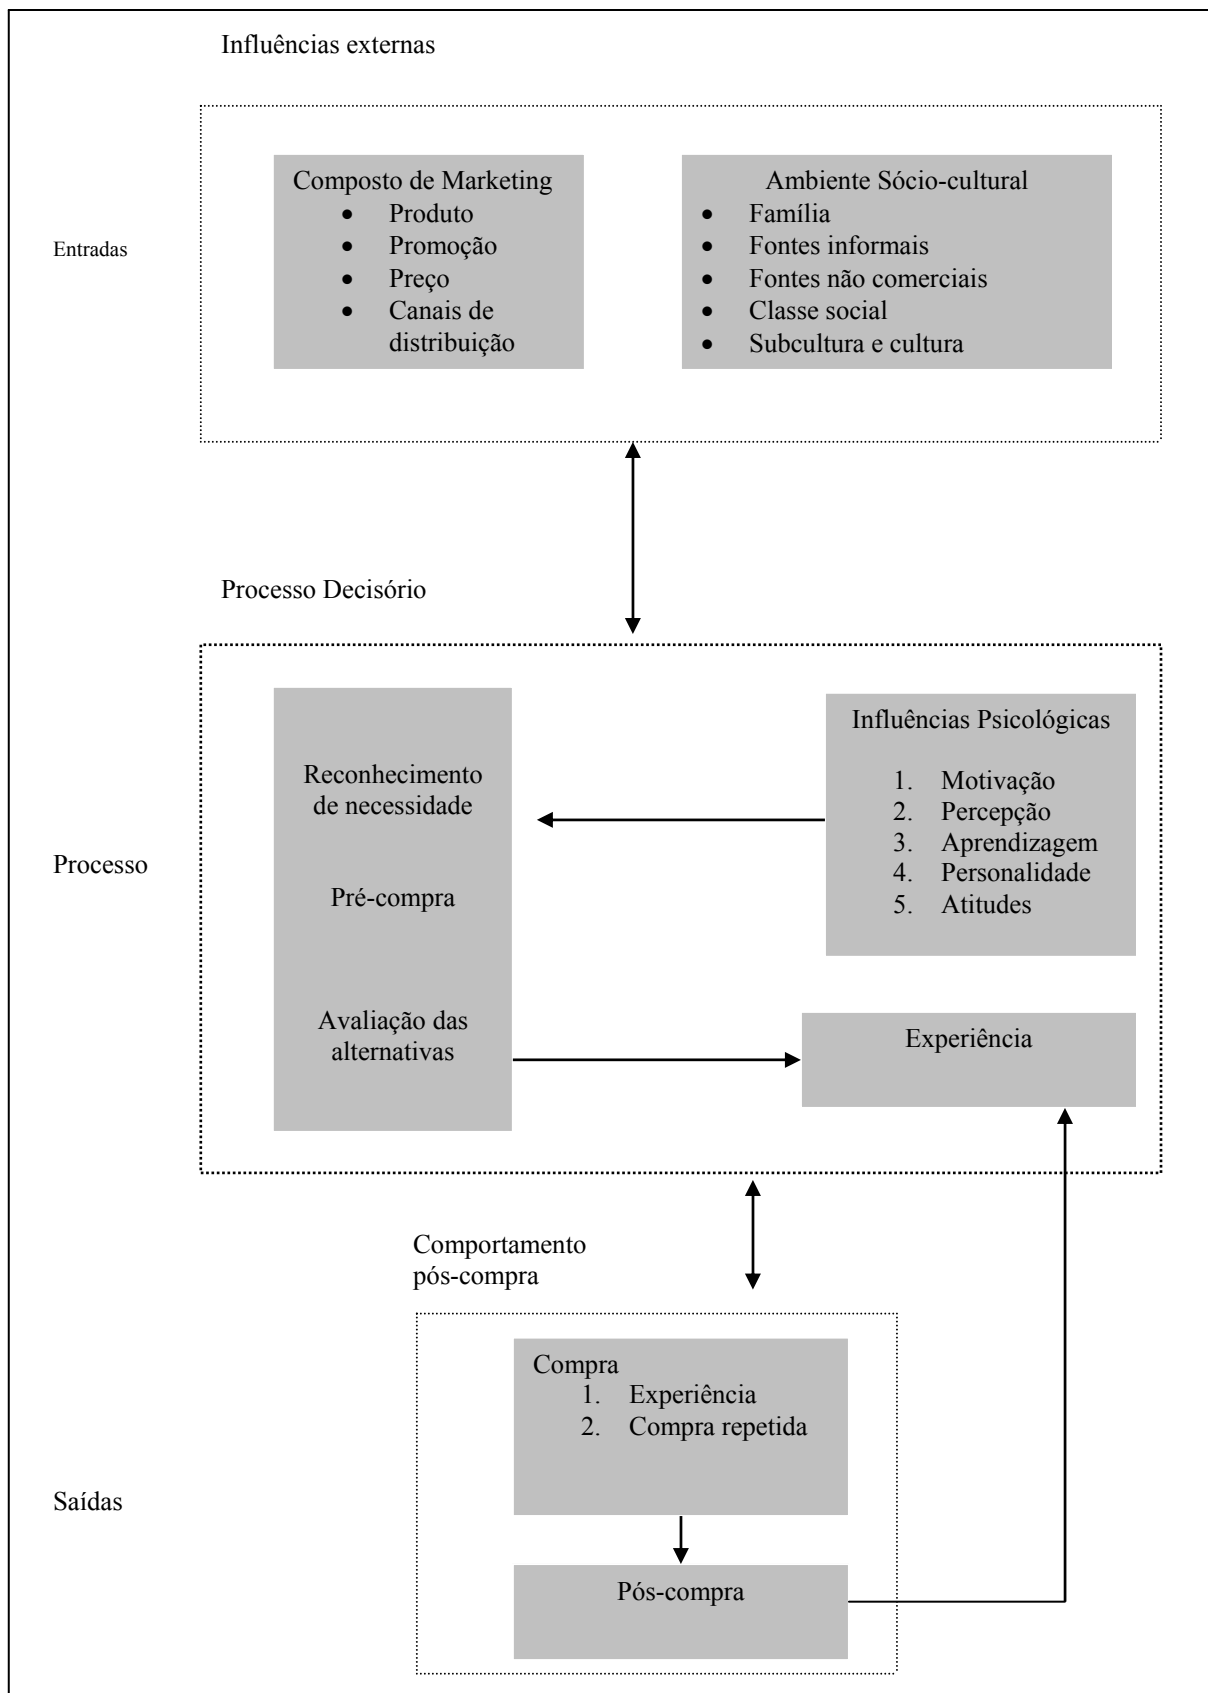 Influências externas
Composto de Marketing
• Produto
• Promoção
• Preço
• Canais de
distribuição
Ambiente Sócio-cultural
• Família
• Fontes informais
• Fontes não comerciais
• Classe social
• Subcultura e cultura
Entradas
Processo Decisório
Reconhecimento
de necessidade
Pré-compra
Avaliação das
alternativas
Influências Psicológicas
1. Motivação
2. Percepção
3. Aprendizagem
4. Personalidade
5. Atitudes
Processo
Experiência
Comportamento
pós-compra
Compra
1. Experiência
2. Compra repetida
Saídas
Pós-compra